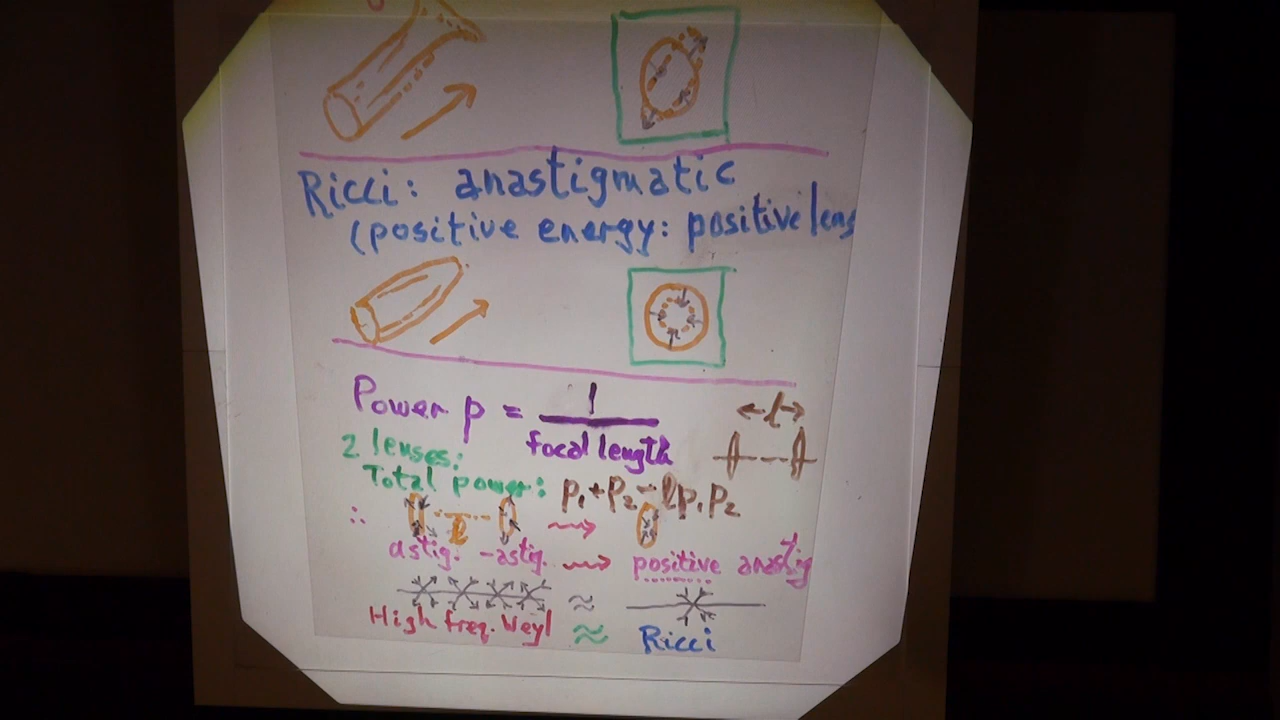 Ricci: anastigmatic
(positive energy: positive lens
Power p = 1 / focal length
← l →
2 lenses:
Total power: p₁+p₂-lp₁p₂
∴ l
astig. -astig. ⇝ positive anastig
≈
High freq. Weyl ≈ Ricci